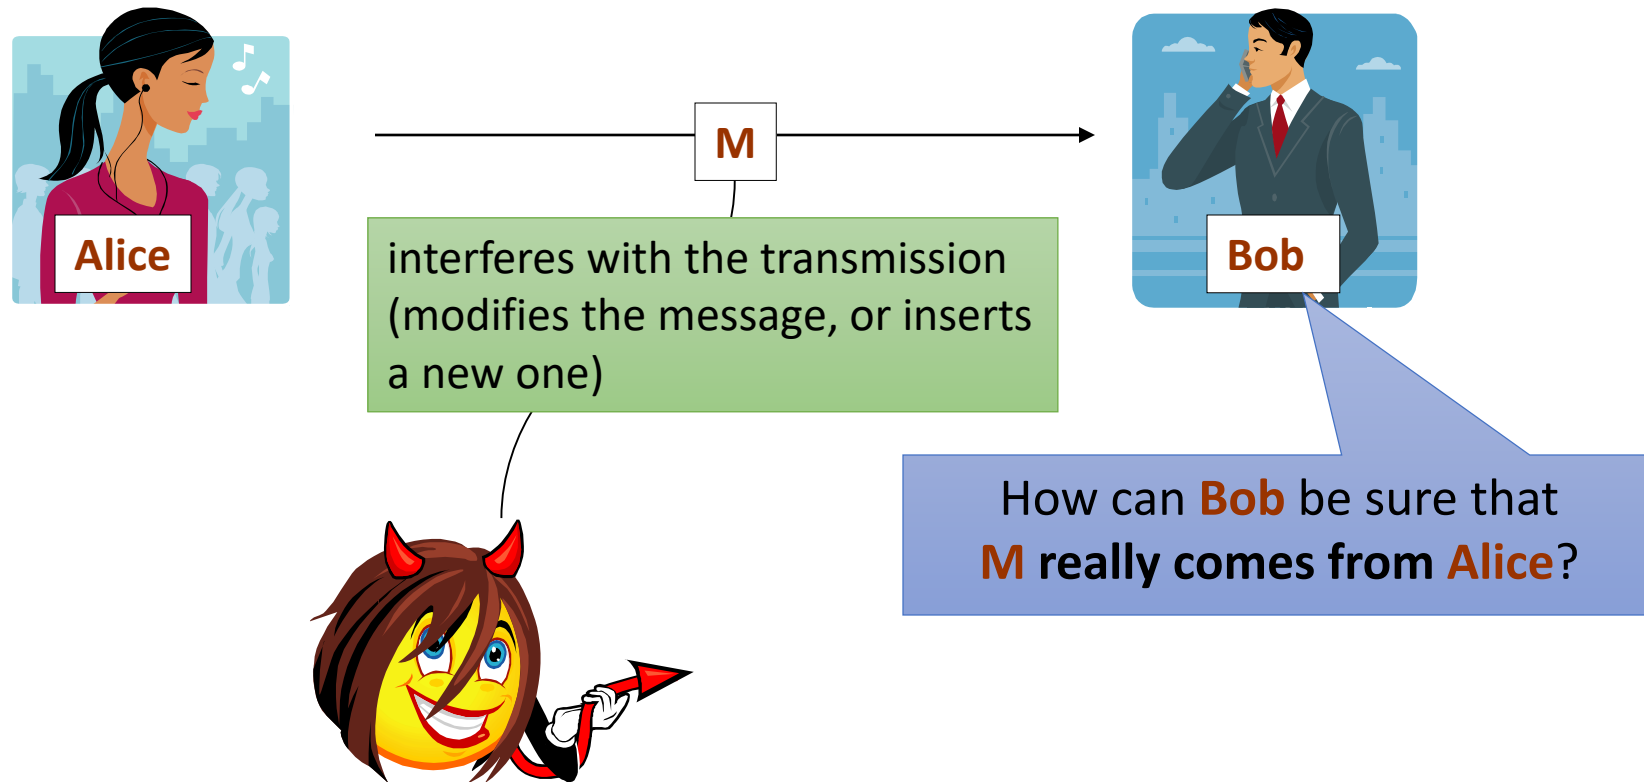 M
Alice
Bob
interferes with the transmission
(modifies the message, or inserts
a new one)
How can Bob be sure that
M really comes from Alice?